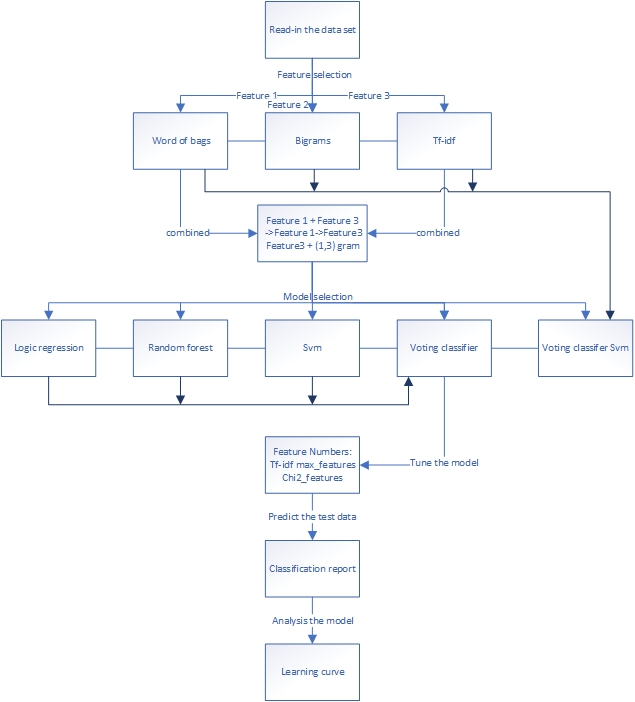 Read-in the data set
Feature selection
Feature 1
Feature 3
Feature 2
Word of bags
Bigrams
Tf-idf
Feature 1 + Feature 3
->Feature 1->Feature3
Feature3 + (1,3) gram
combined
combined
Model selection
Logic regression
Random forest
Svm
Voting classifier
Voting classifer Svm
Feature Numbers:
Tf-idf max_features
Chi2_features
Tune the model
Predict the test data
Classification report
Analysis the model
Learning curve